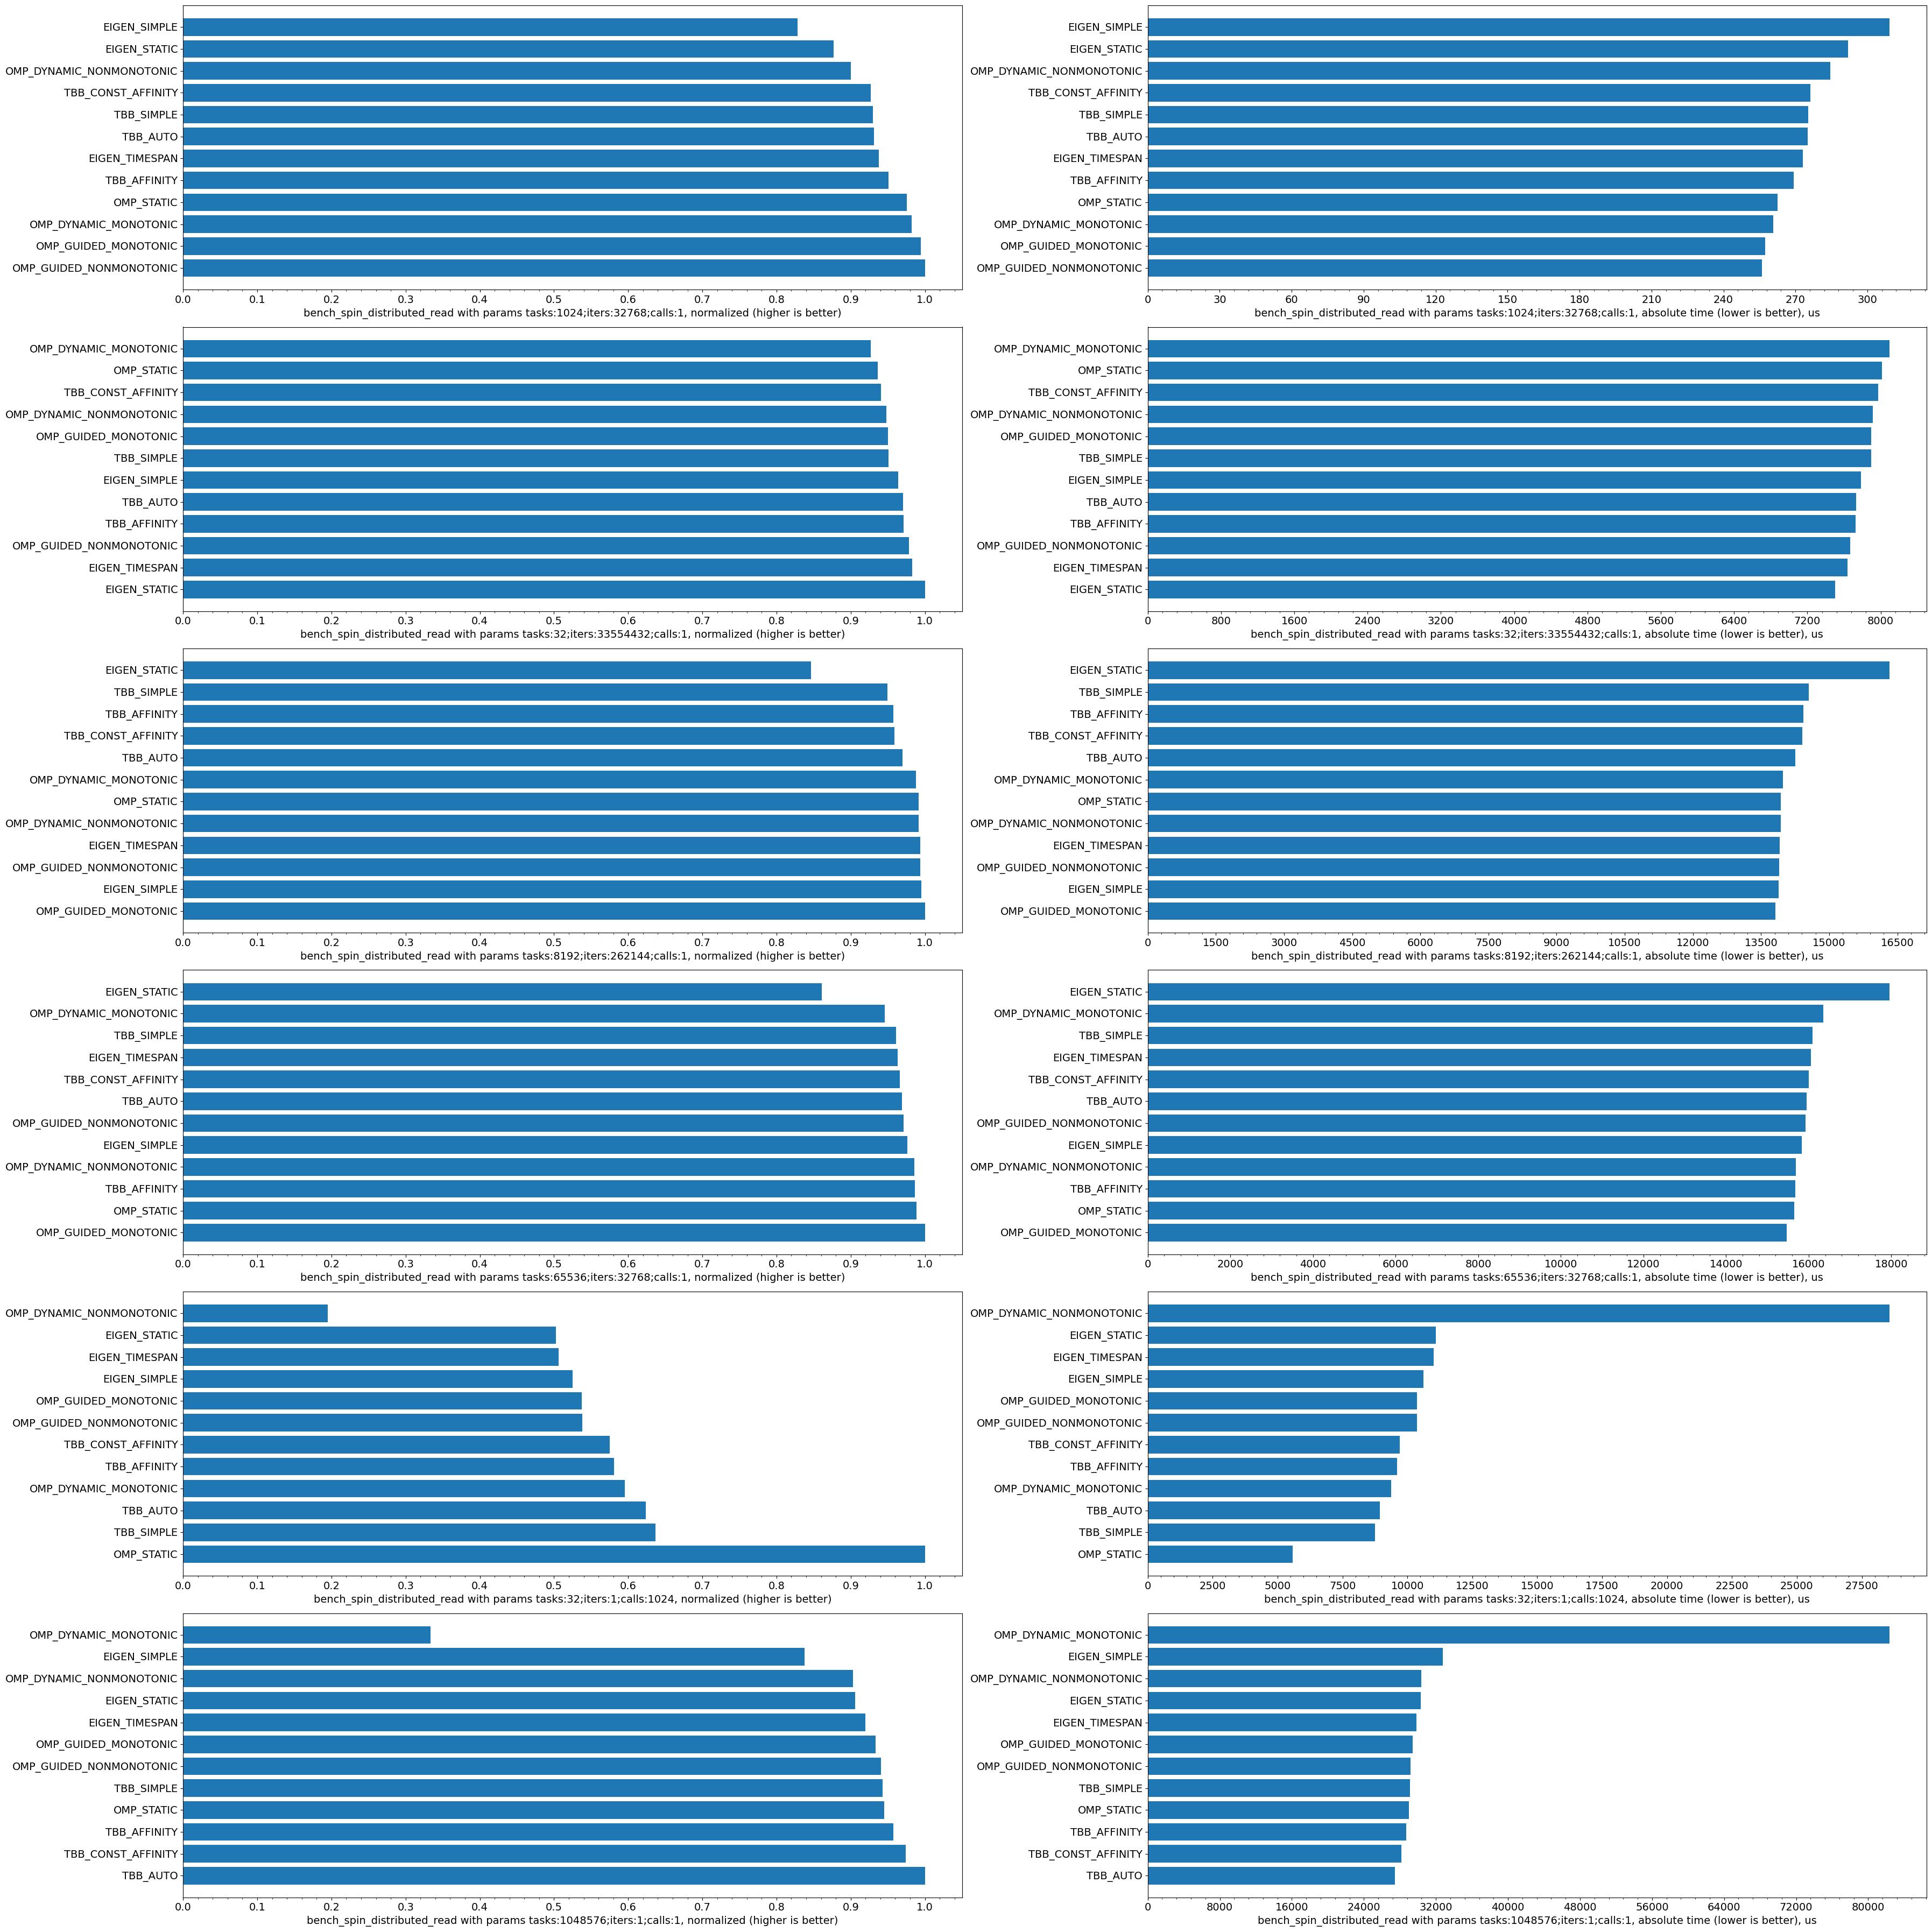 EIGEN_SIMPLE
EIGEN_STATIC
OMP_DYNAMIC_NONMONOTONIC
TBB_CONST_AFFINITY
TBB_SIMPLE
TBB_AUTO
EIGEN_TIMESPAN
TBB_AFFINITY
OMP_STATIC
OMP_DYNAMIC_MONOTONIC
OMP_GUIDED_MONOTONIC
OMP_GUIDED_NONMONOTONIC
0.0 0.1 0.2 0.3 0.4 0.5 0.6 0.7 0.8 0.9 1.0
bench_spin_distributed_read with params tasks:1024;iters:32768;calls:1, normalized (higher is better)
EIGEN_SIMPLE
EIGEN_STATIC
OMP_DYNAMIC_NONMONOTONIC
TBB_CONST_AFFINITY
TBB_SIMPLE
TBB_AUTO
EIGEN_TIMESPAN
TBB_AFFINITY
OMP_STATIC
OMP_DYNAMIC_MONOTONIC
OMP_GUIDED_MONOTONIC
OMP_GUIDED_NONMONOTONIC
0 30 60 90 120 150 180 210 240 270 300
bench_spin_distributed_read with params tasks:1024;iters:32768;calls:1, absolute time (lower is better), us
OMP_DYNAMIC_MONOTONIC
OMP_STATIC
TBB_CONST_AFFINITY
OMP_DYNAMIC_NONMONOTONIC
OMP_GUIDED_MONOTONIC
TBB_SIMPLE
EIGEN_SIMPLE
TBB_AUTO
TBB_AFFINITY
OMP_GUIDED_NONMONOTONIC
EIGEN_TIMESPAN
EIGEN_STATIC
0.0 0.1 0.2 0.3 0.4 0.5 0.6 0.7 0.8 0.9 1.0
bench_spin_distributed_read with params tasks:32;iters:33554432;calls:1, normalized (higher is better)
OMP_DYNAMIC_MONOTONIC
OMP_STATIC
TBB_CONST_AFFINITY
OMP_DYNAMIC_NONMONOTONIC
OMP_GUIDED_MONOTONIC
TBB_SIMPLE
EIGEN_SIMPLE
TBB_AUTO
TBB_AFFINITY
OMP_GUIDED_NONMONOTONIC
EIGEN_TIMESPAN
EIGEN_STATIC
0 800 1600 2400 3200 4000 4800 5600 6400 7200 8000
bench_spin_distributed_read with params tasks:32;iters:33554432;calls:1, absolute time (lower is better), us
EIGEN_STATIC
TBB_SIMPLE
TBB_AFFINITY
TBB_CONST_AFFINITY
TBB_AUTO
OMP_DYNAMIC_MONOTONIC
OMP_STATIC
OMP_DYNAMIC_NONMONOTONIC
EIGEN_TIMESPAN
OMP_GUIDED_NONMONOTONIC
EIGEN_SIMPLE
OMP_GUIDED_MONOTONIC
0.0 0.1 0.2 0.3 0.4 0.5 0.6 0.7 0.8 0.9 1.0
bench_spin_distributed_read with params tasks:8192;iters:262144;calls:1, normalized (higher is better)
EIGEN_STATIC
TBB_SIMPLE
TBB_AFFINITY
TBB_CONST_AFFINITY
TBB_AUTO
OMP_DYNAMIC_MONOTONIC
OMP_STATIC
OMP_DYNAMIC_NONMONOTONIC
EIGEN_TIMESPAN
OMP_GUIDED_NONMONOTONIC
EIGEN_SIMPLE
OMP_GUIDED_MONOTONIC
0 1500 3000 4500 6000 7500 9000 10500 12000 13500 15000 16500
bench_spin_distributed_read with params tasks:8192;iters:262144;calls:1, absolute time (lower is better), us
EIGEN_STATIC
OMP_DYNAMIC_MONOTONIC
TBB_SIMPLE
EIGEN_TIMESPAN
TBB_CONST_AFFINITY
TBB_AUTO
OMP_GUIDED_NONMONOTONIC
EIGEN_SIMPLE
OMP_DYNAMIC_NONMONOTONIC
TBB_AFFINITY
OMP_STATIC
OMP_GUIDED_MONOTONIC
0.0 0.1 0.2 0.3 0.4 0.5 0.6 0.7 0.8 0.9 1.0
bench_spin_distributed_read with params tasks:65536;iters:32768;calls:1, normalized (higher is better)
EIGEN_STATIC
OMP_DYNAMIC_MONOTONIC
TBB_SIMPLE
EIGEN_TIMESPAN
TBB_CONST_AFFINITY
TBB_AUTO
OMP_GUIDED_NONMONOTONIC
EIGEN_SIMPLE
OMP_DYNAMIC_NONMONOTONIC
TBB_AFFINITY
OMP_STATIC
OMP_GUIDED_MONOTONIC
0 2000 4000 6000 8000 10000 12000 14000 16000 18000
bench_spin_distributed_read with params tasks:65536;iters:32768;calls:1, absolute time (lower is better), us
OMP_DYNAMIC_NONMONOTONIC
EIGEN_STATIC
EIGEN_TIMESPAN
EIGEN_SIMPLE
OMP_GUIDED_MONOTONIC
OMP_GUIDED_NONMONOTONIC
TBB_CONST_AFFINITY
TBB_AFFINITY
OMP_DYNAMIC_MONOTONIC
TBB_AUTO
TBB_SIMPLE
OMP_STATIC
0.0 0.1 0.2 0.3 0.4 0.5 0.6 0.7 0.8 0.9 1.0
bench_spin_distributed_read with params tasks:32;iters:1;calls:1024, normalized (higher is better)
OMP_DYNAMIC_NONMONOTONIC
EIGEN_STATIC
EIGEN_TIMESPAN
EIGEN_SIMPLE
OMP_GUIDED_MONOTONIC
OMP_GUIDED_NONMONOTONIC
TBB_CONST_AFFINITY
TBB_AFFINITY
OMP_DYNAMIC_MONOTONIC
TBB_AUTO
TBB_SIMPLE
OMP_STATIC
0 2500 5000 7500 10000 12500 15000 17500 20000 22500 25000 27500
bench_spin_distributed_read with params tasks:32;iters:1;calls:1024, absolute time (lower is better), us
OMP_DYNAMIC_MONOTONIC
EIGEN_SIMPLE
OMP_DYNAMIC_NONMONOTONIC
EIGEN_STATIC
EIGEN_TIMESPAN
OMP_GUIDED_MONOTONIC
OMP_GUIDED_NONMONOTONIC
TBB_SIMPLE
OMP_STATIC
TBB_AFFINITY
TBB_CONST_AFFINITY
TBB_AUTO
0.0 0.1 0.2 0.3 0.4 0.5 0.6 0.7 0.8 0.9 1.0
bench_spin_distributed_read with params tasks:1048576;iters:1;calls:1, normalized (higher is better)
OMP_DYNAMIC_MONOTONIC
EIGEN_SIMPLE
OMP_DYNAMIC_NONMONOTONIC
EIGEN_STATIC
EIGEN_TIMESPAN
OMP_GUIDED_MONOTONIC
OMP_GUIDED_NONMONOTONIC
TBB_SIMPLE
OMP_STATIC
TBB_AFFINITY
TBB_CONST_AFFINITY
TBB_AUTO
0 8000 16000 24000 32000 40000 48000 56000 64000 72000 80000
bench_spin_distributed_read with params tasks:1048576;iters:1;calls:1, absolute time (lower is better), us